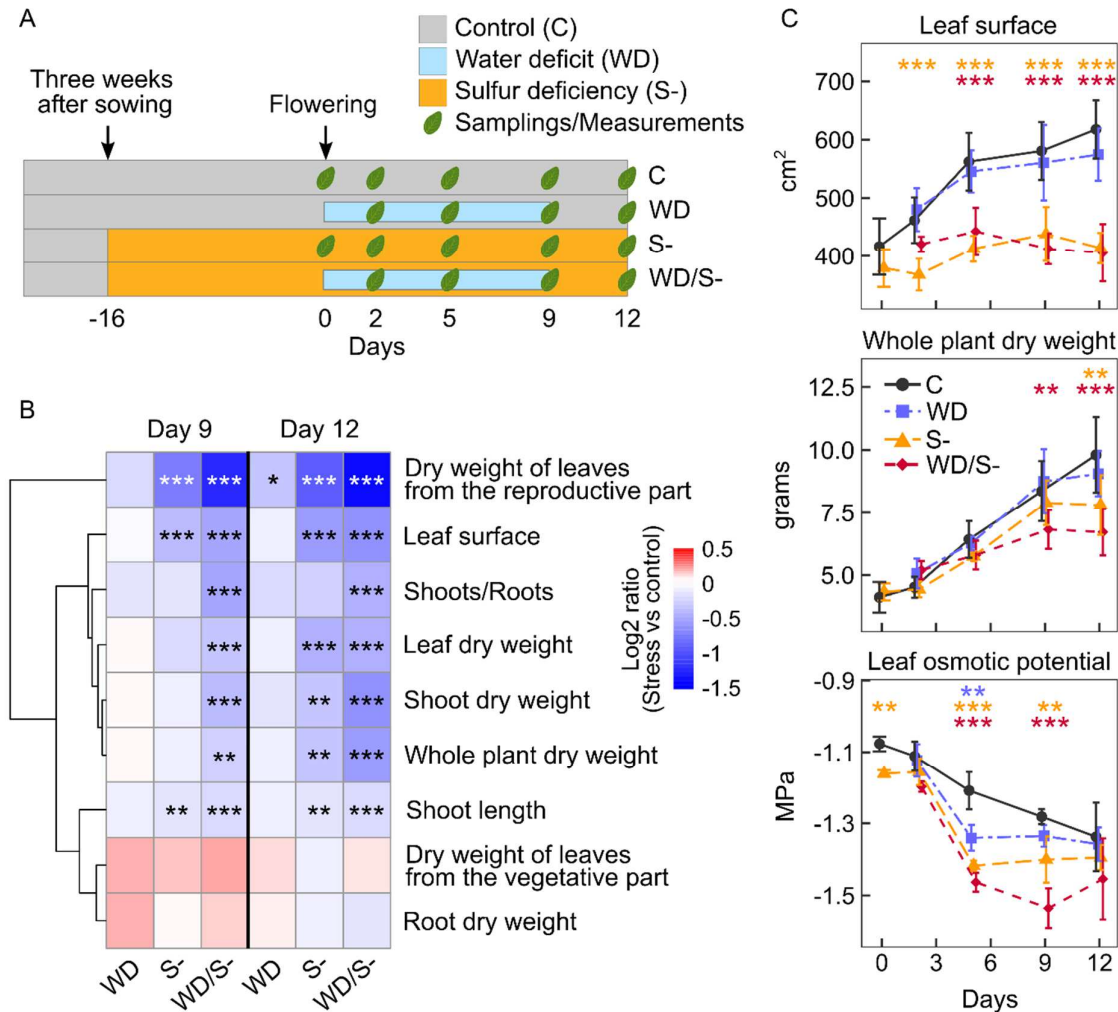 A
Control (C)
Water deficit (WD)
Sulfur deficiency (S-)
Samplings/Measurements
Three weeks
after sowing
Flowering
C
WD
S-
WD/S-
-16
0
2
5
9
12
Days
B
Day 9
Day 12
*** *** * *** ***
Dry weight of leaves
from the reproductive part
*** *** *** ***
Leaf surface
*** ***
Shoots/Roots
*** *** ***
Leaf dry weight
*** ** ***
Shoot dry weight
** ** ***
Whole plant dry weight
** *** ** ***
Shoot length
Dry weight of leaves
from the vegetative part
Root dry weight
WD
S-
WD/S-
WD
S-
WD/S-
0.5
0
-0.5
-1
-1.5
Log2 ratio
(Stress vs control)
C
Leaf surface
*** *** *** ***
*** *** ***
700
600
500
400
cm2
Whole plant dry weight
**
** ***
C
WD
S-
WD/S-
12.5
10.0
7.5
5.0
grams
Leaf osmotic potential
**
** *** **
*** ***
-0.9
-1.1
-1.3
-1.5
MPa
0
3
6
9
12
Days